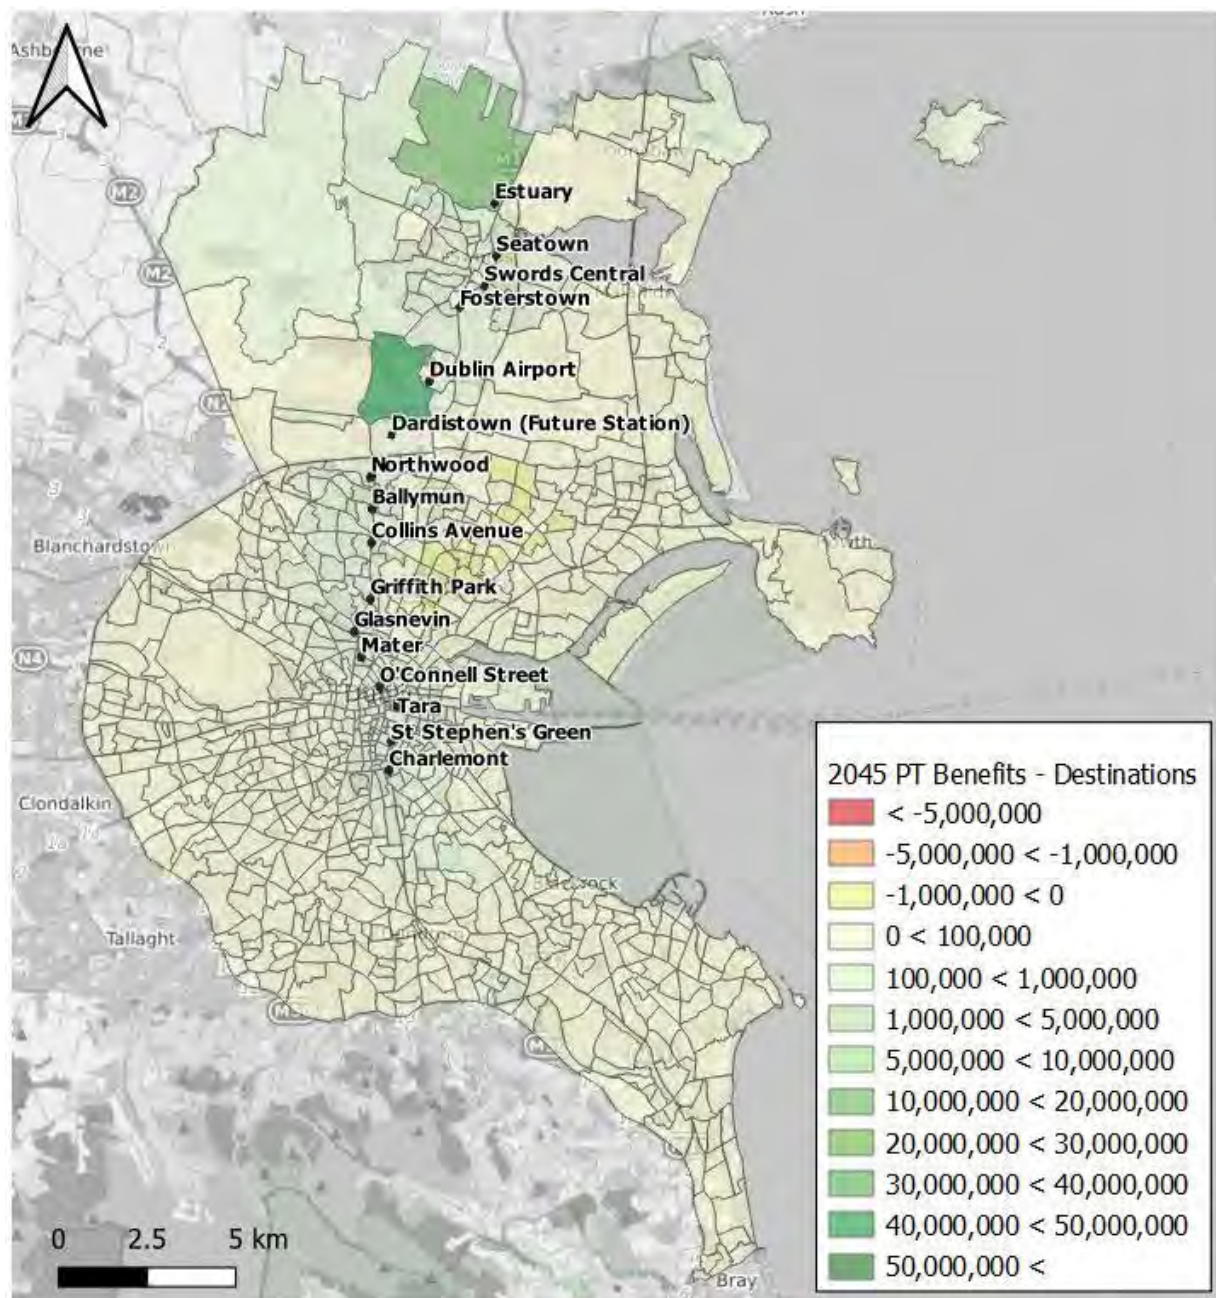 Ashbourne
M2
Estuary
Seatown
Swords Central
Fosterstown
M2
Dublin Airport
Dardistown (Future Station)
N2
Northwood
Ballymun
Collins Avenue
Blanchardstown
Griffith Park
Glasnevin
Mater
N4
O'Connell Street
Tara
St Stephen's Green
Charlemont
Clondalkin
Tallaght
Bray
0 2.5 5 km
2045 PT Benefits - Destinations
< -5,000,000
-5,000,000 < -1,000,000
-1,000,000 < 0
0 < 100,000
100,000 < 1,000,000
1,000,000 < 5,000,000
5,000,000 < 10,000,000
10,000,000 < 20,000,000
20,000,000 < 30,000,000
30,000,000 < 40,000,000
40,000,000 < 50,000,000
50,000,000 <